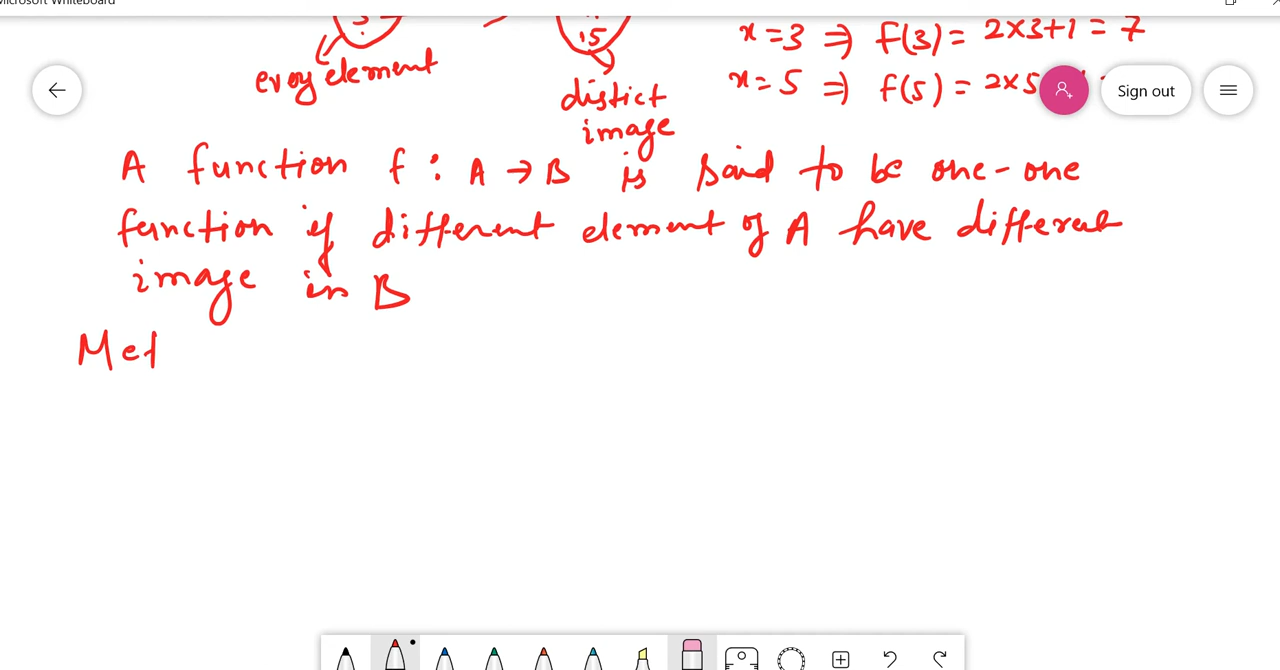 Microsoft Whiteboard
15
x=3 ⇒ f(3)= 2×3+1 = 7
every element
distict
image
x=5 ⇒ f(5)= 2×5
Sign out
A function f : A → B is said to be one-one
function if different element of A have different
image in B
Met